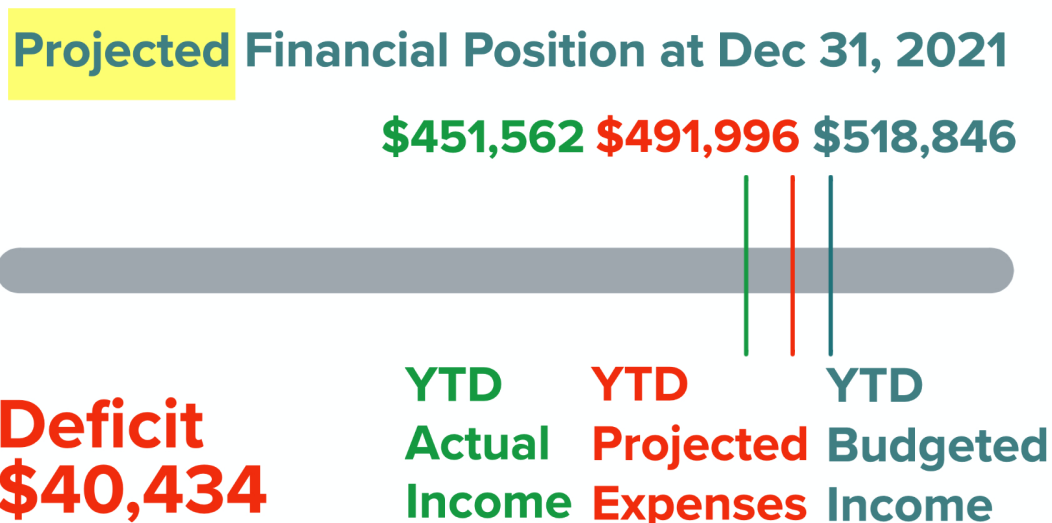 Projected Financial Position at Dec 31, 2021
$451,562 $491,996 $518,846
Deficit
$40,434
YTD
Actual
Income
YTD
Projected
Expenses
YTD
Budgeted
Income